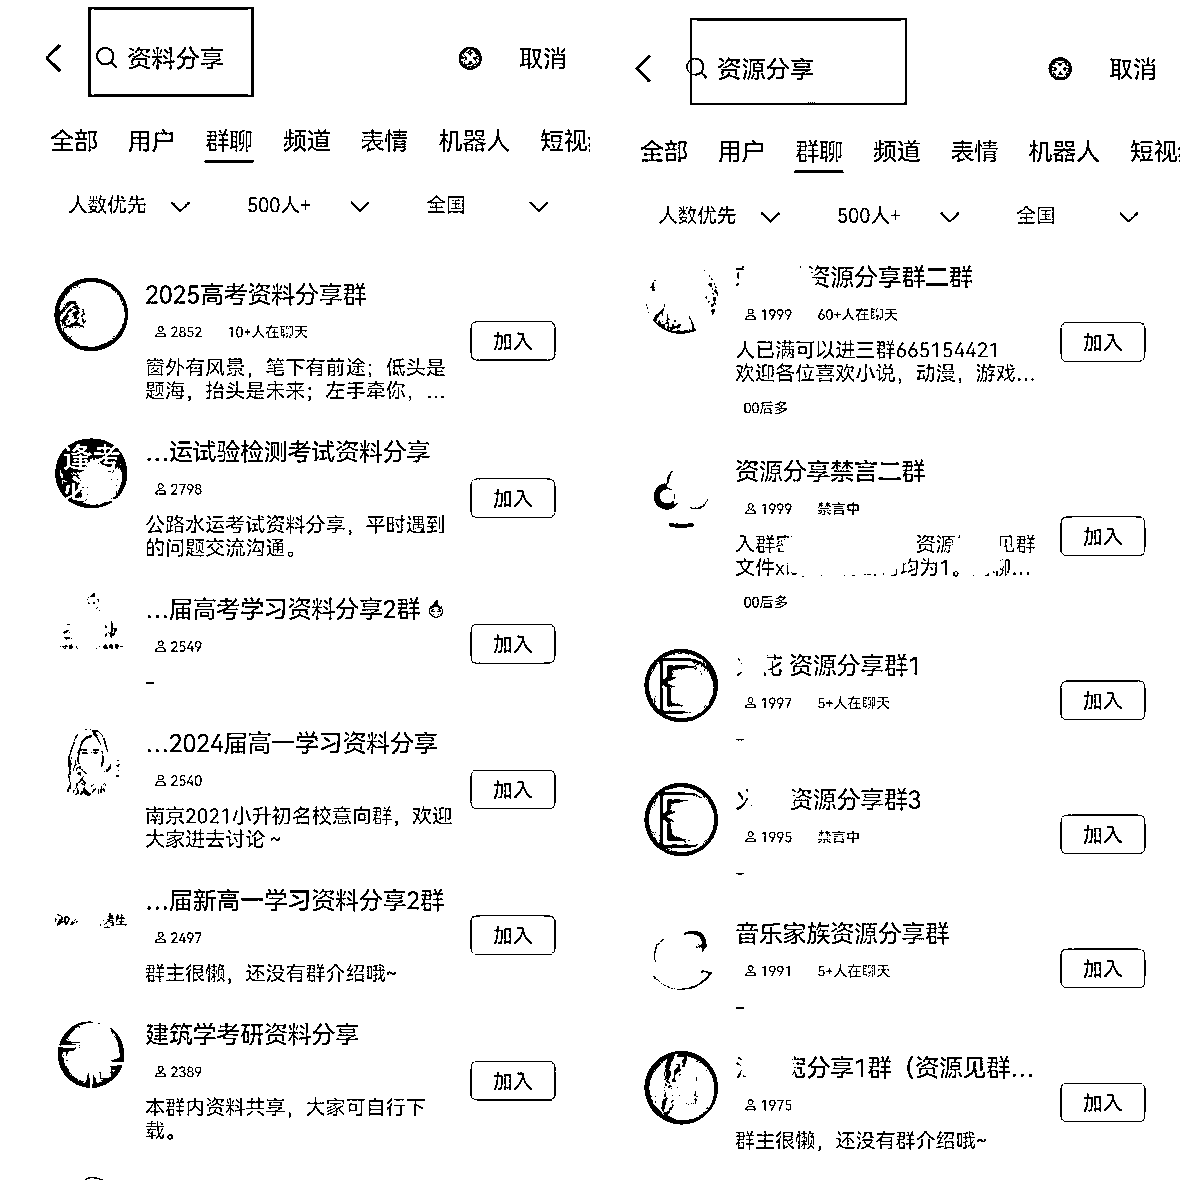 资料分享
取消
全部 用户 群聊 频道 表情 机器人 短视
人数优先 500人+ 全国
2025高考资料分享群
2852 10+人在聊天
加入
窗外有风景，笔下有前途；低头是
题海，抬头是未来；左手牵你，...
...运试验检测考试资料分享
2798
加入
公路水运考试资料分享，平时遇到
的问题交流沟通。
...届高考学习资料分享2群
2549
加入
–
...2024届高一学习资料分享
2540
加入
南京2021小升初名校意向群，欢迎
大家进去讨论～
...届新高一学习资料分享2群
2497
加入
群主很懒，还没有群介绍哦~
建筑学考研资料分享
2389
加入
本群内资料共享，大家可自行下
载。
资源分享
取消
全部 用户 群聊 频道 表情 机器人 短视
人数优先 500人+ 全国
资源分享群二群
1999 60+人在聊天
加入
人已满可以进三群665154421
欢迎各位喜欢小说，动漫，游戏...
00后多
资源分享禁言二群
1999 禁言中
加入
入群 资源 见群
文件 均为1。 聊...
00后多
花 资源分享群1
1997 5+人在聊天
加入
–
资源分享群3
1995 禁言中
加入
–
音乐家族资源分享群
1991 5+人在聊天
加入
–
分享1群（资源见群...
1975
加入
群主很懒，还没有群介绍哦~